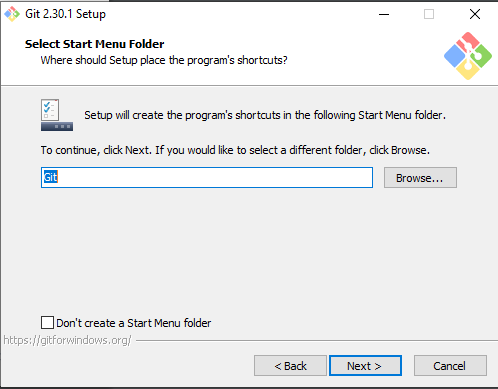 Git 2.30.1 Setup
Select Start Menu Folder
Where should Setup place the program's shortcuts?
Setup will create the program's shortcuts in the following Start Menu folder.
To continue, click Next. If you would like to select a different folder, click Browse.
Git
Browse...
Don't create a Start Menu folder
https://gitforwindows.org/
< Back
Next >
Cancel